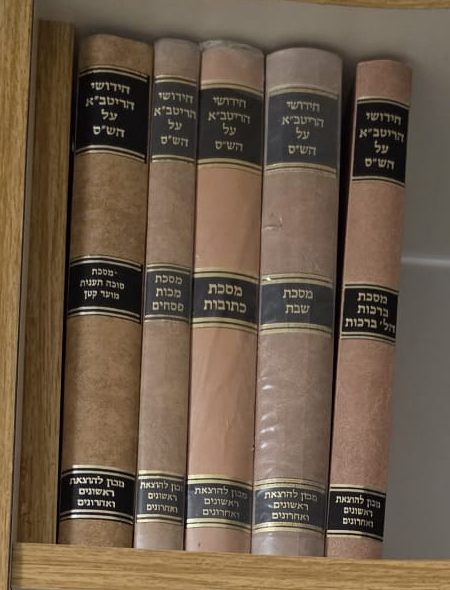 חידושי
הריטב"א
על
הש"ס
מסכת
סוכה תענית
מועד קטן
מכון להוצאת
ראשונים
ואחרונים
חידושי
הריטב"א
על
הש"ס
מסכת
מכות
פסחים
מכון להוצאת
ראשונים
ואחרונים
חידושי
הריטב"א
על
הש"ס
מסכת
כתובות
מכון להוצאת
ראשונים
ואחרונים
חידושי
הריטב"א
על
הש"ס
מסכת
שבת
מכון להוצאת
ראשונים
ואחרונים
חידושי
הריטב"א
על
הש"ס
מסכת
ברכות
הל' ברכות
מכון להוצאת
ראשונים
ואחרונים